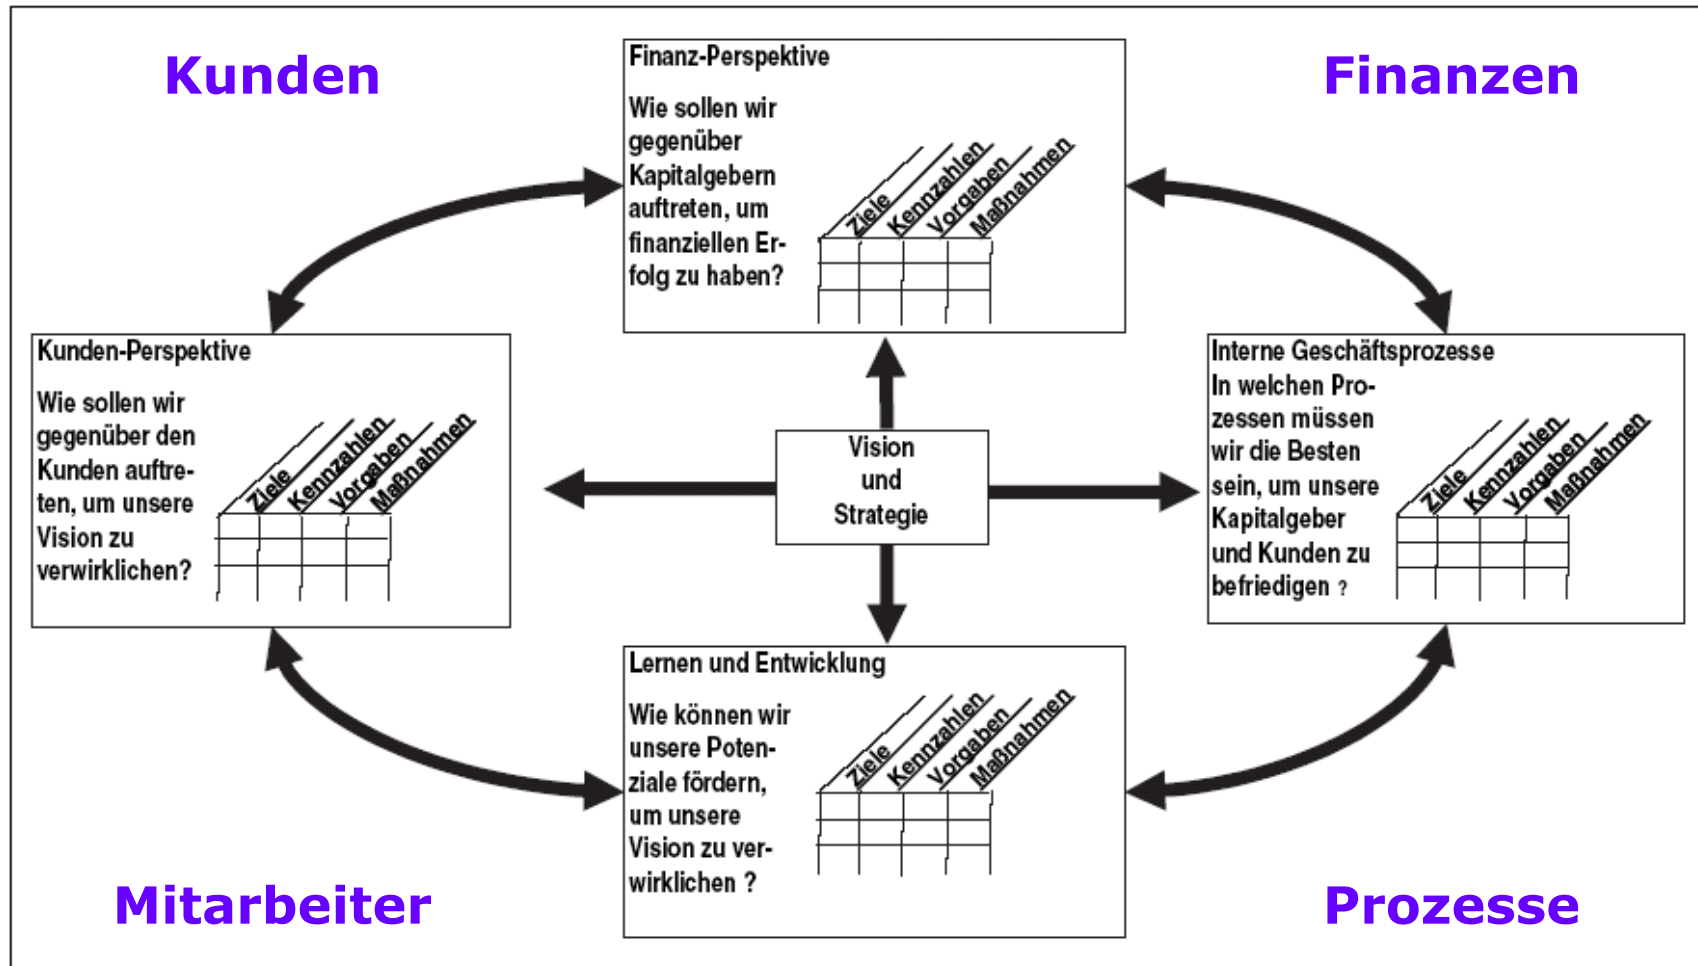 Kunden
Finanzen
Finanz-Perspektive
Wie sollen wir
gegenüber
Kapitalgebern
auftreten, um
finanziellen Er-
folg zu haben?
Ziele
Kennzahlen
Vorgaben
Maßnahmen
Kunden-Perspektive
Wie sollen wir
gegenüber den
Kunden auftre-
ten, um unsere
Vision zu
verwirklichen?
Ziele
Kennzahlen
Vorgaben
Maßnahmen
Vision
und
Strategie
Interne Geschäftsprozesse
In welchen Pro-
zessen müssen
wir die Besten
sein, um unsere
Kapitalgeber
und Kunden zu
befriedigen ?
Ziele
Kennzahlen
Vorgaben
Maßnahmen
Lernen und Entwicklung
Wie können wir
unsere Poten-
ziale fördern,
um unsere
Vision zu ver-
wirklichen ?
Ziele
Kennzahlen
Vorgaben
Maßnahmen
Mitarbeiter
Prozesse